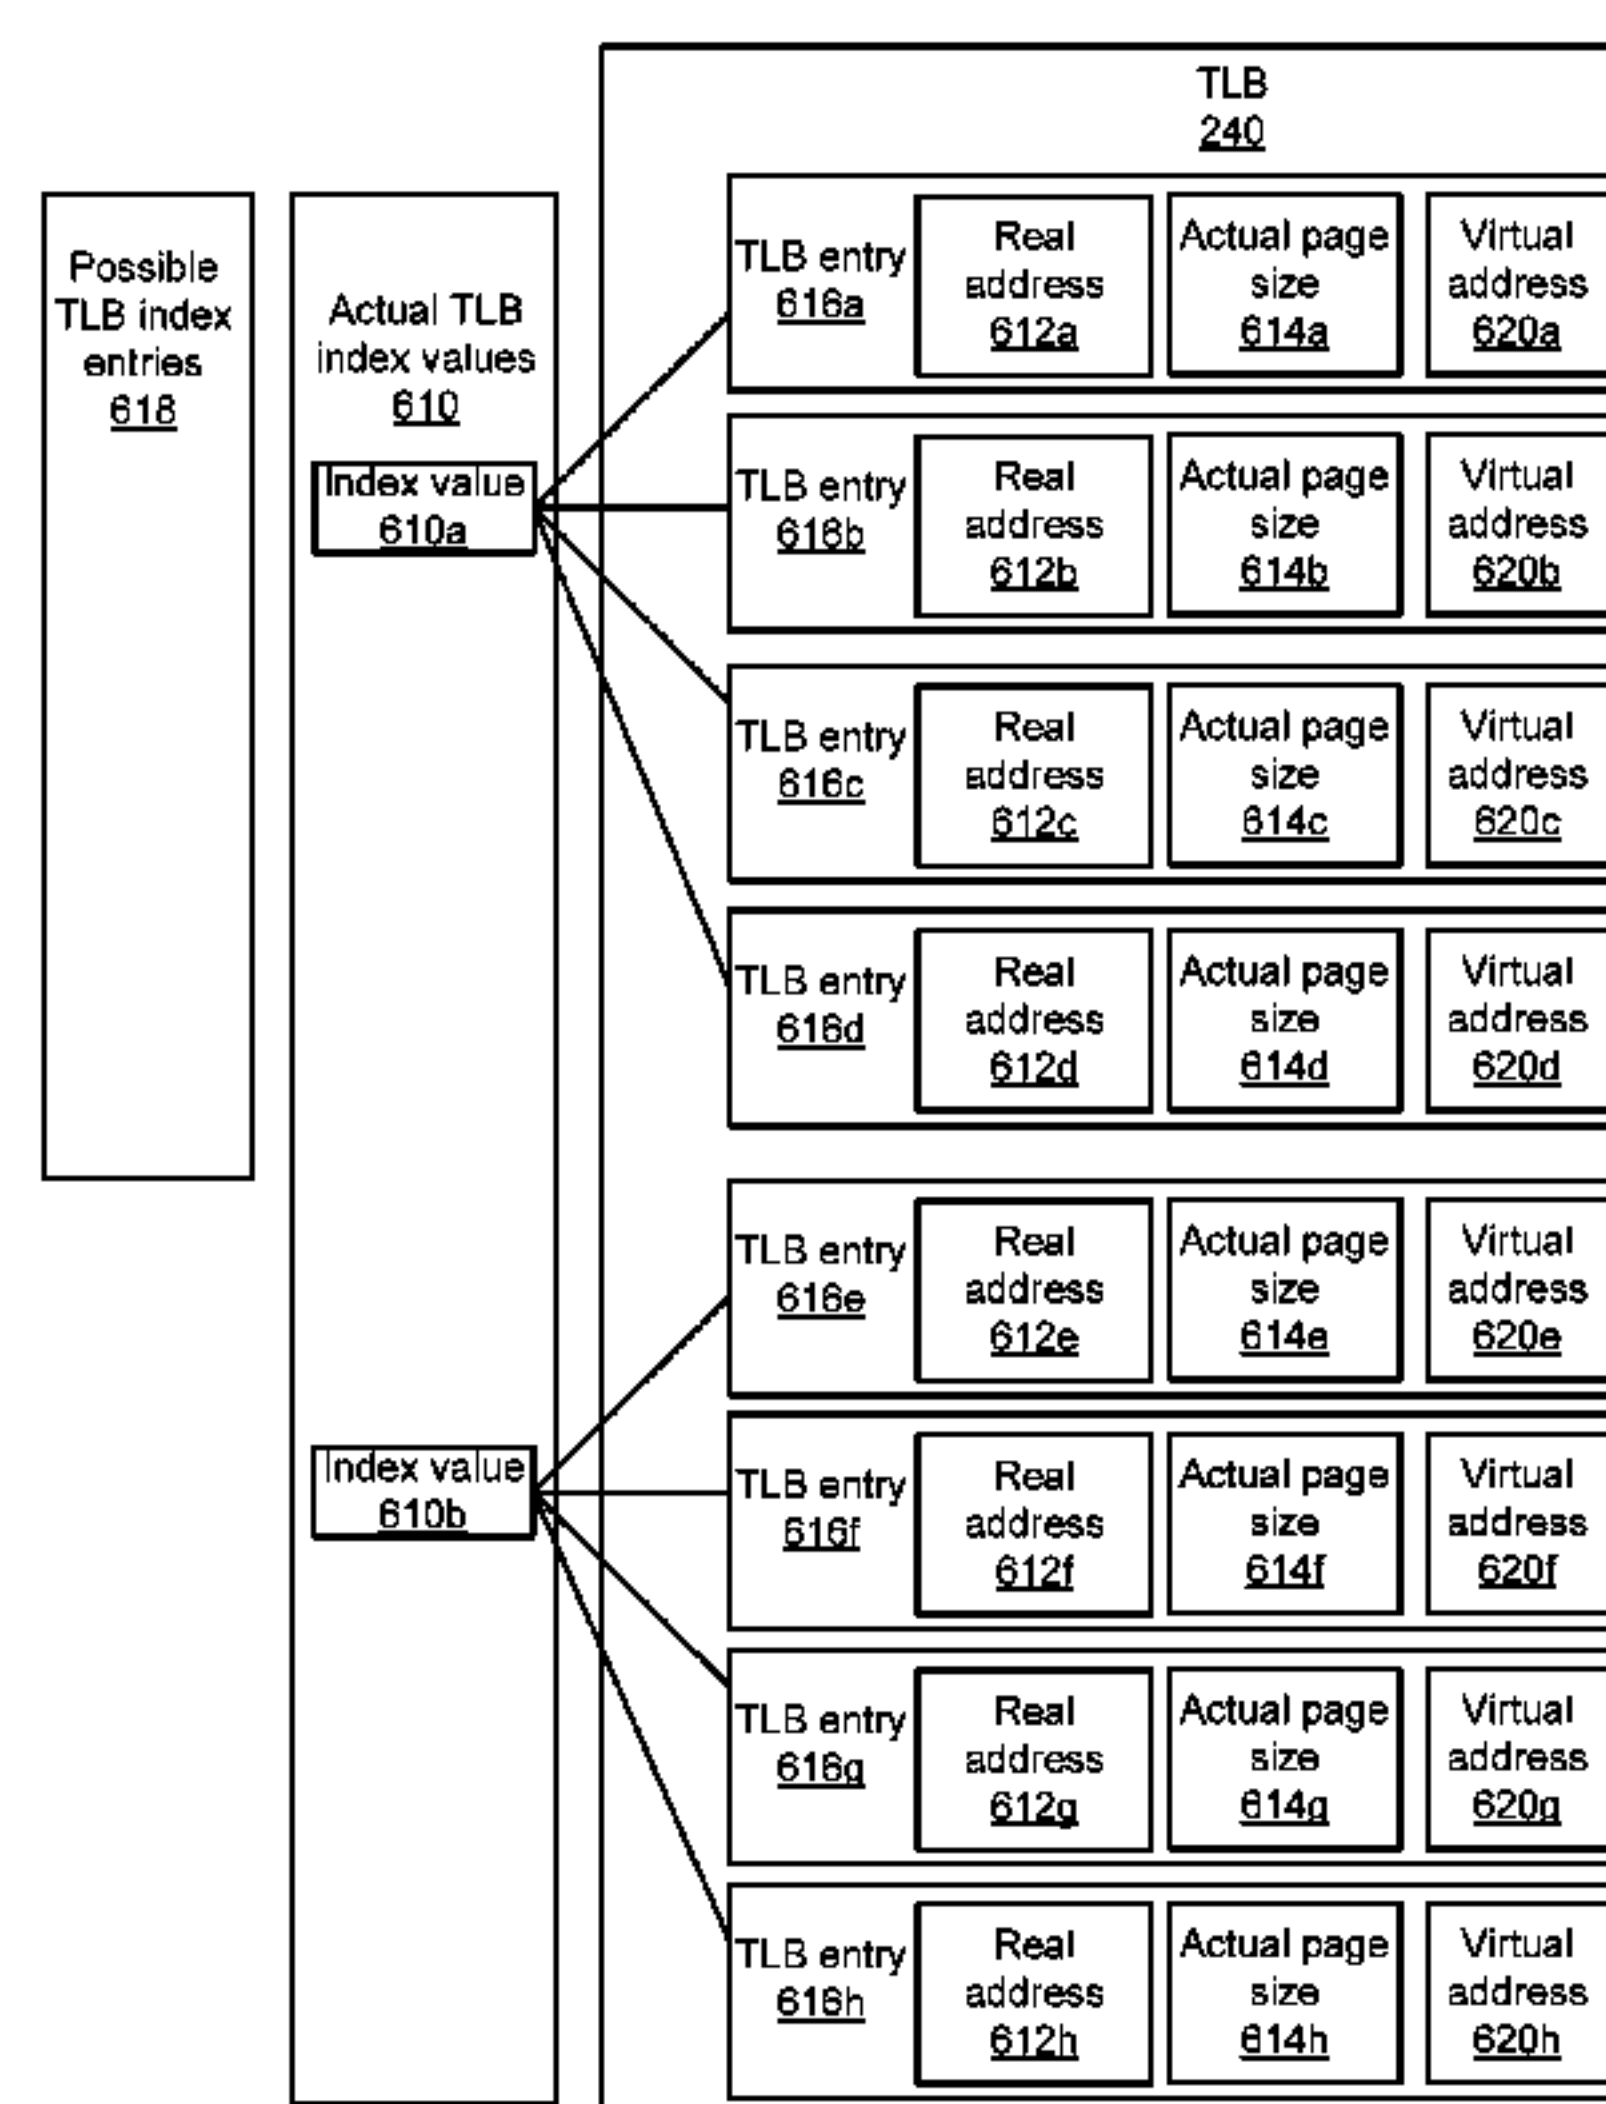 TLB
240
Possible
TLB index
entries
618
Actual TLB
index values
610
Index value
610a
TLB entry
616a
Real
address
612a
Actual page
size
614a
Virtual
address
620a
TLB entry
616b
Real
address
612b
Actual page
size
614b
Virtual
address
620b
TLB entry
616c
Real
address
612c
Actual page
size
614c
Virtual
address
620c
TLB entry
616d
Real
address
612d
Actual page
size
614d
Virtual
address
620d
Index value
610b
TLB entry
616e
Real
address
612e
Actual page
size
614e
Virtual
address
620e
TLB entry
616f
Real
address
612f
Actual page
size
614f
Virtual
address
620f
TLB entry
616g
Real
address
612g
Actual page
size
614g
Virtual
address
620g
TLB entry
616h
Real
address
612h
Actual page
size
614h
Virtual
address
620h